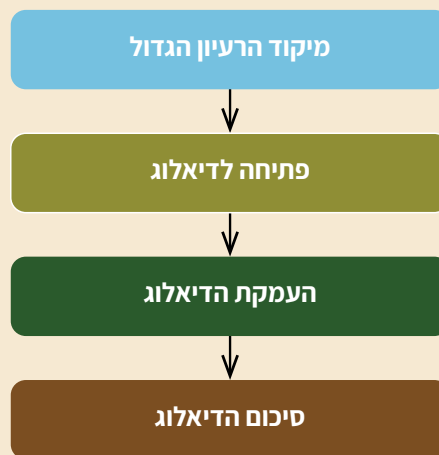 מיקוד הרעיון הגדול
פתיחה לדיאלוג
העמקת הדיאלוג
סיכום הדיאלוג